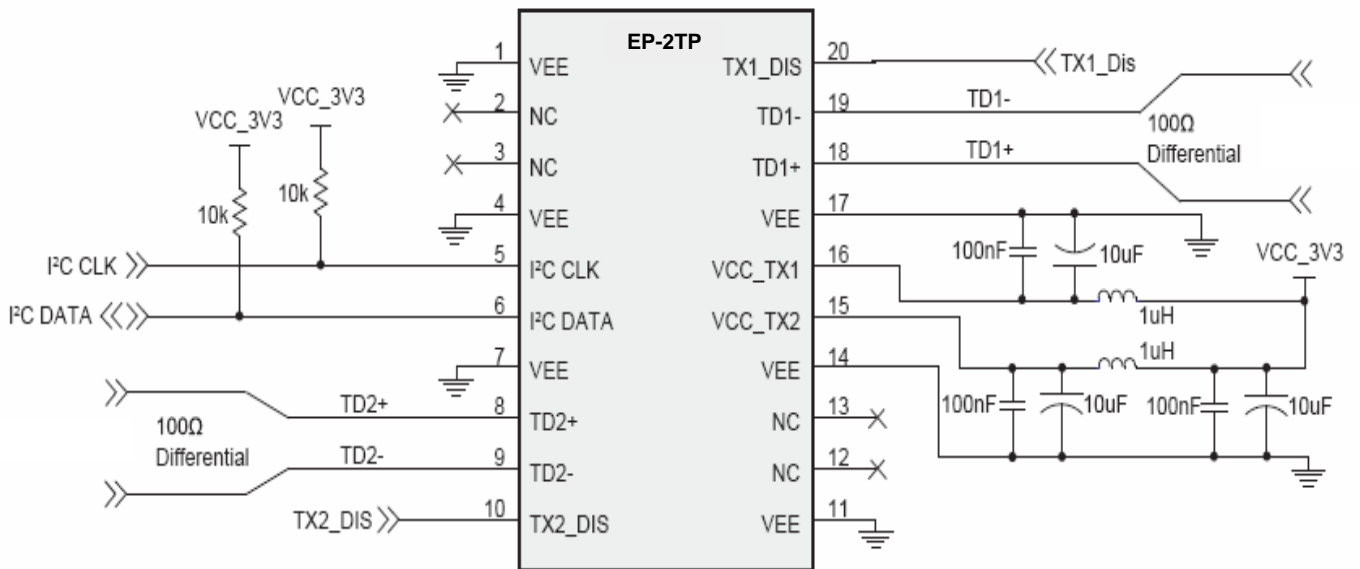 EP-2TP
1
VEE
2
NC
3
NC
4
VEE
5
I²C CLK
6
I²C DATA
7
VEE
8
TD2+
9
TD2-
10
TX2_DIS
20
TX1_DIS
19
TD1-
18
TD1+
17
VEE
16
VCC_TX1
15
VCC_TX2
14
VEE
13
NC
12
NC
11
VEE
VCC_3V3
VCC_3V3
10k
10k
I²C CLK
I²C DATA
TD2+
100Ω
Differential
TD2-
TX2_DIS
TX1_Dis
TD1-
100Ω
Differential
TD1+
100nF
10uF
VCC_3V3
1uH
1uH
100nF
10uF
100nF
10uF